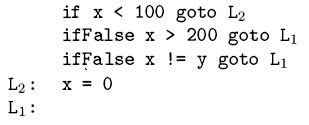 if x < 100 goto L₂
ifFalse x > 200 goto L₁
ifFalse x != y goto L₁
L₂: x = 0
L₁: